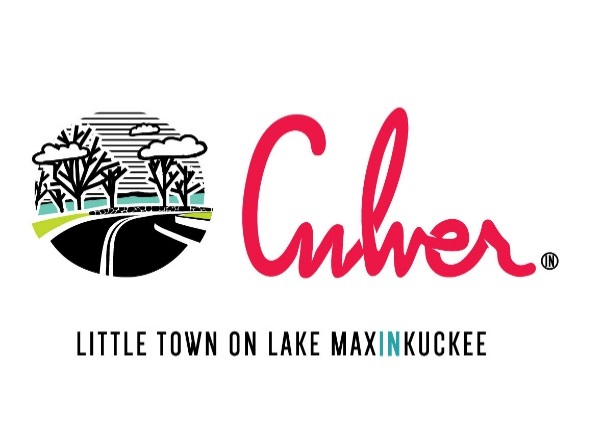 Culver IN
LITTLE TOWN ON LAKE MAXINKUCKEE